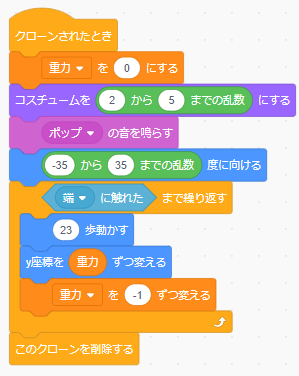 クローンされたとき
重力 を 0 にする
コスチュームを 2 から 5 までの乱数 にする
ポップ の音を鳴らす
-35 から 35 までの乱数 度に向ける
端 に触れた まで繰り返す
23 歩動かす
y座標を 重力 ずつ変える
重力 を -1 ずつ変える
このクローンを削除する